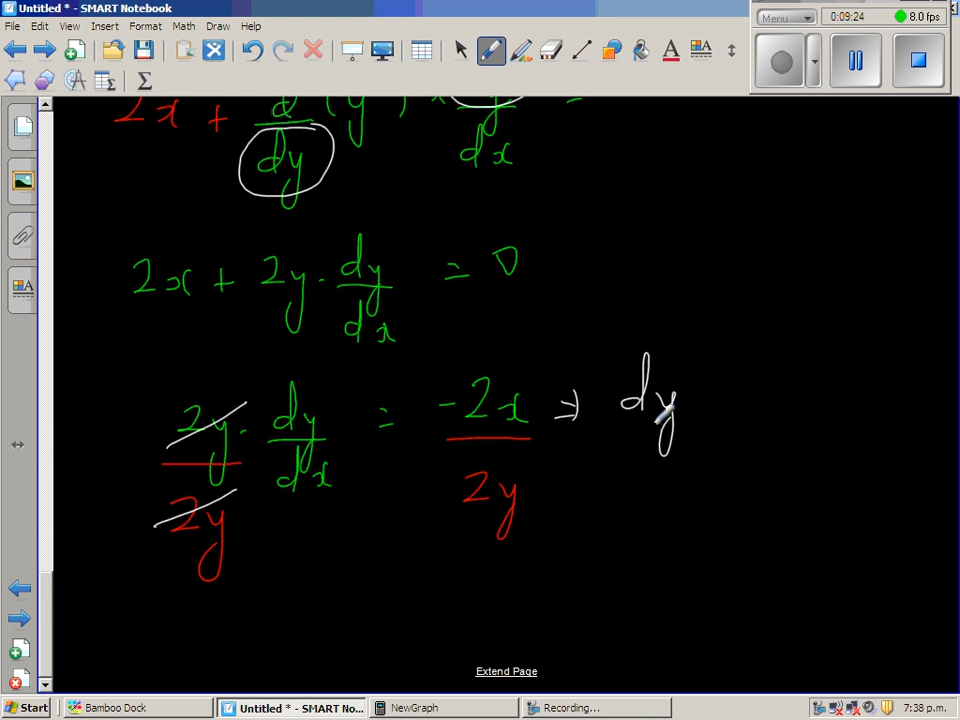 Untitled * - SMART Notebook
File Edit View Insert Format Math Draw Help
Menu 0:09:24 8.0 fps
2x + d/dy (y ) × y/dx =
2x + 2y · dy/dx = 0
2y/2y · dy/dx = -2x/2y ⇒ dy
Extend Page
Start Bamboo Dock Untitled * - SMART No... NewGraph Recording... 7:38 p.m.